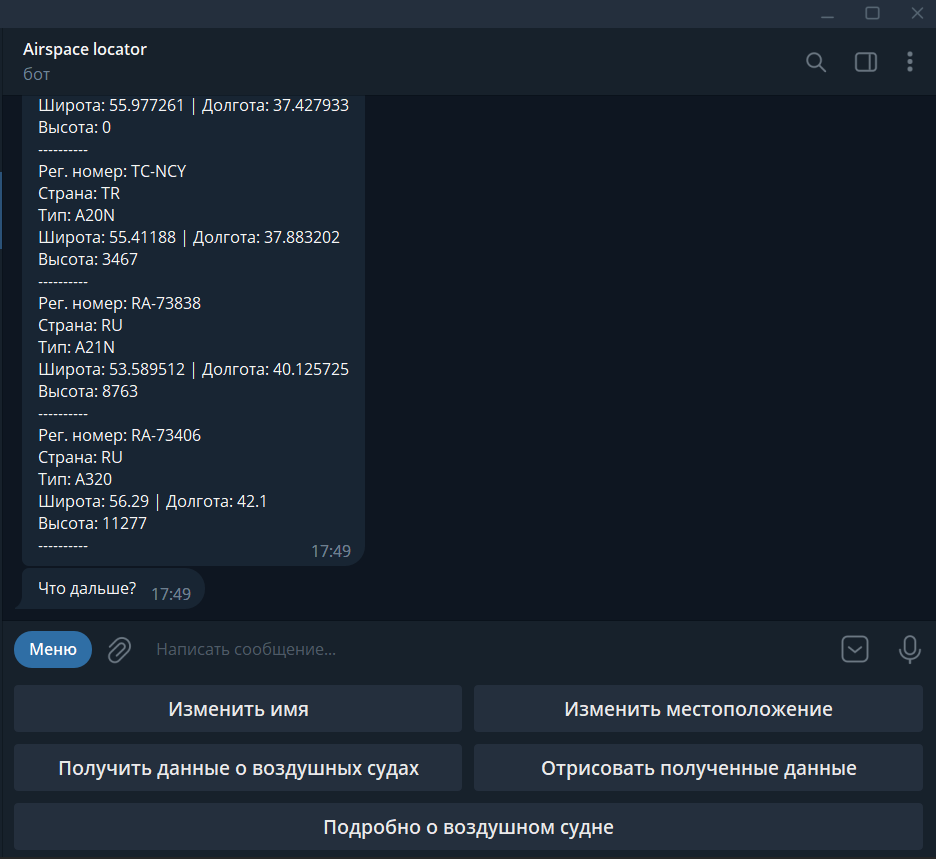 Airspace locator
бот
Широта: 55.977261 | Долгота: 37.427933
Высота: 0
----------
Рег. номер: TC-NCY
Страна: TR
Тип: A20N
Широта: 55.41188 | Долгота: 37.883202
Высота: 3467
----------
Рег. номер: RA-73838
Страна: RU
Тип: A21N
Широта: 53.589512 | Долгота: 40.125725
Высота: 8763
----------
Рег. номер: RA-73406
Страна: RU
Тип: A320
Широта: 56.29 | Долгота: 42.1
Высота: 11277
----------
17:49
Что дальше? 17:49
Меню Написать сообщение...
Изменить имя Изменить местоположение
Получить данные о воздушных судах Отрисовать полученные данные
Подробно о воздушном судне